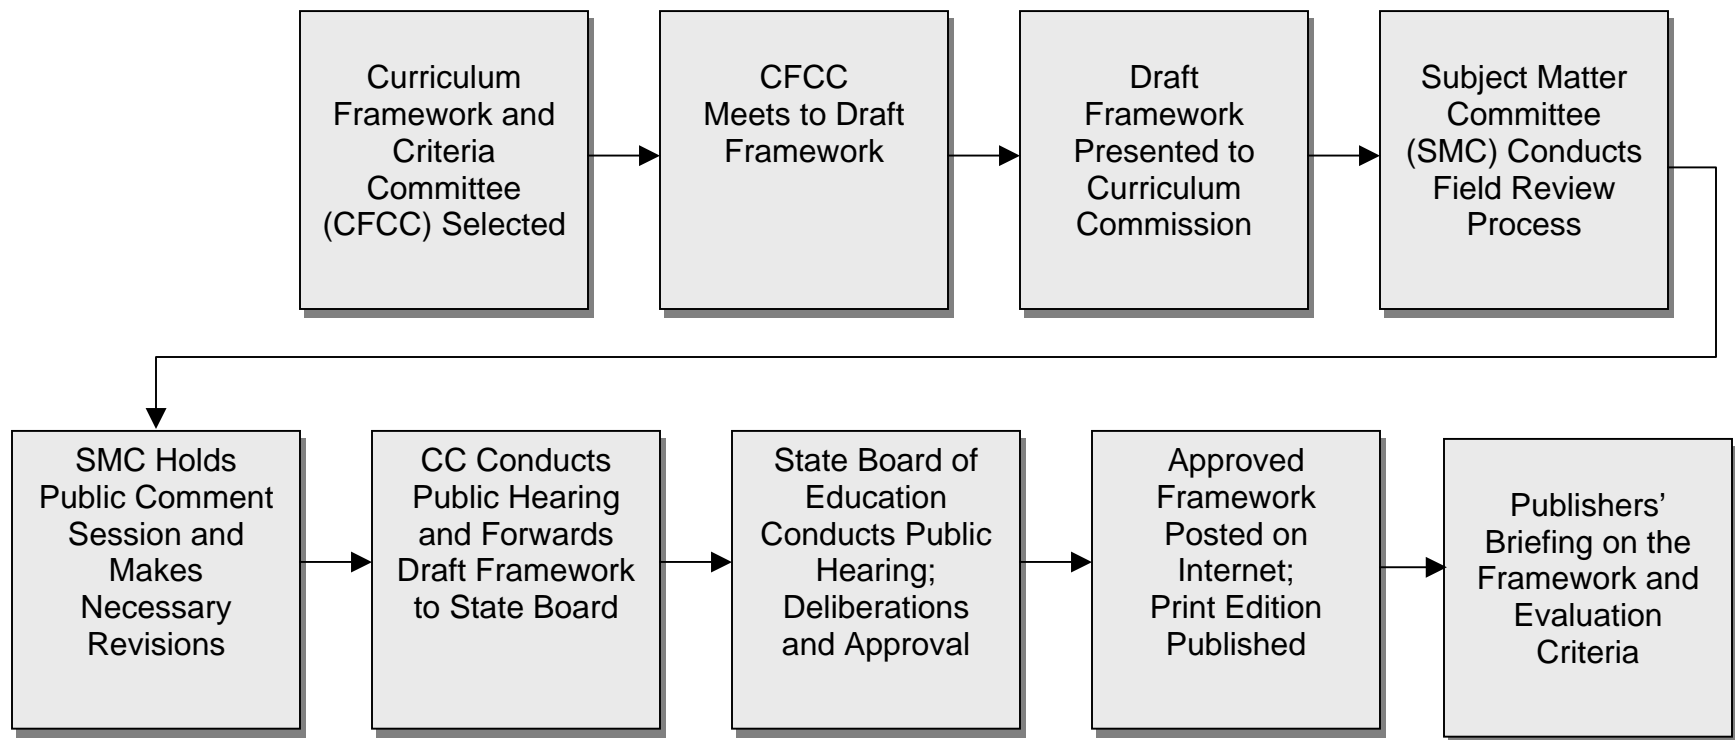 Curriculum
Framework and
Criteria
Committee
(CFCC) Selected
CFCC
Meets to Draft
Framework
Draft
Framework
Presented to
Curriculum
Commission
Subject Matter
Committee
(SMC) Conducts
Field Review
Process
SMC Holds
Public Comment
Session and
Makes
Necessary
Revisions
CC Conducts
Public Hearing
and Forwards
Draft Framework
to State Board
State Board of
Education
Conducts Public
Hearing;
Deliberations
and Approval
Approved
Framework
Posted on
Internet;
Print Edition
Published
Publishers’
Briefing on the
Framework and
Evaluation
Criteria